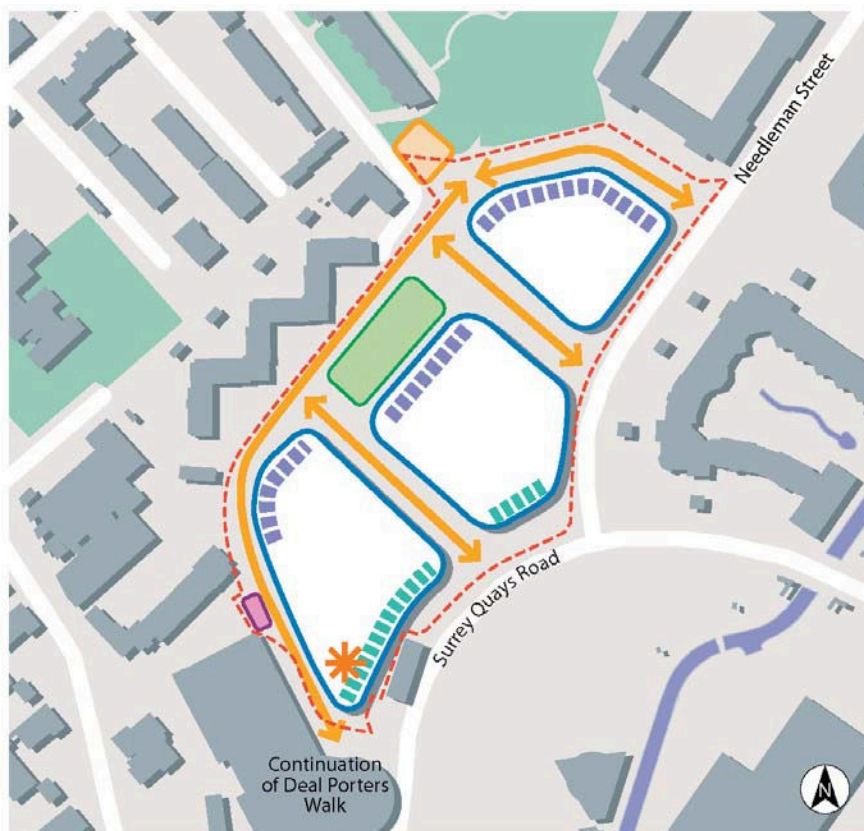 Needleman Street
Surrey Quays Road
Continuation
of Deal Porters
Walk
N